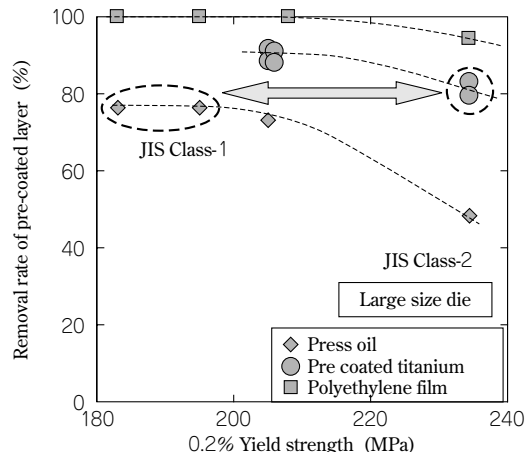 Removal rate of pre-coated layer (%)
100
80
60
40
20
0
JIS Class-1
JIS Class-2
Large size die
Press oil
Pre coated titanium
Polyethylene film
180 200 220 240
0.2% Yield strength (MPa)